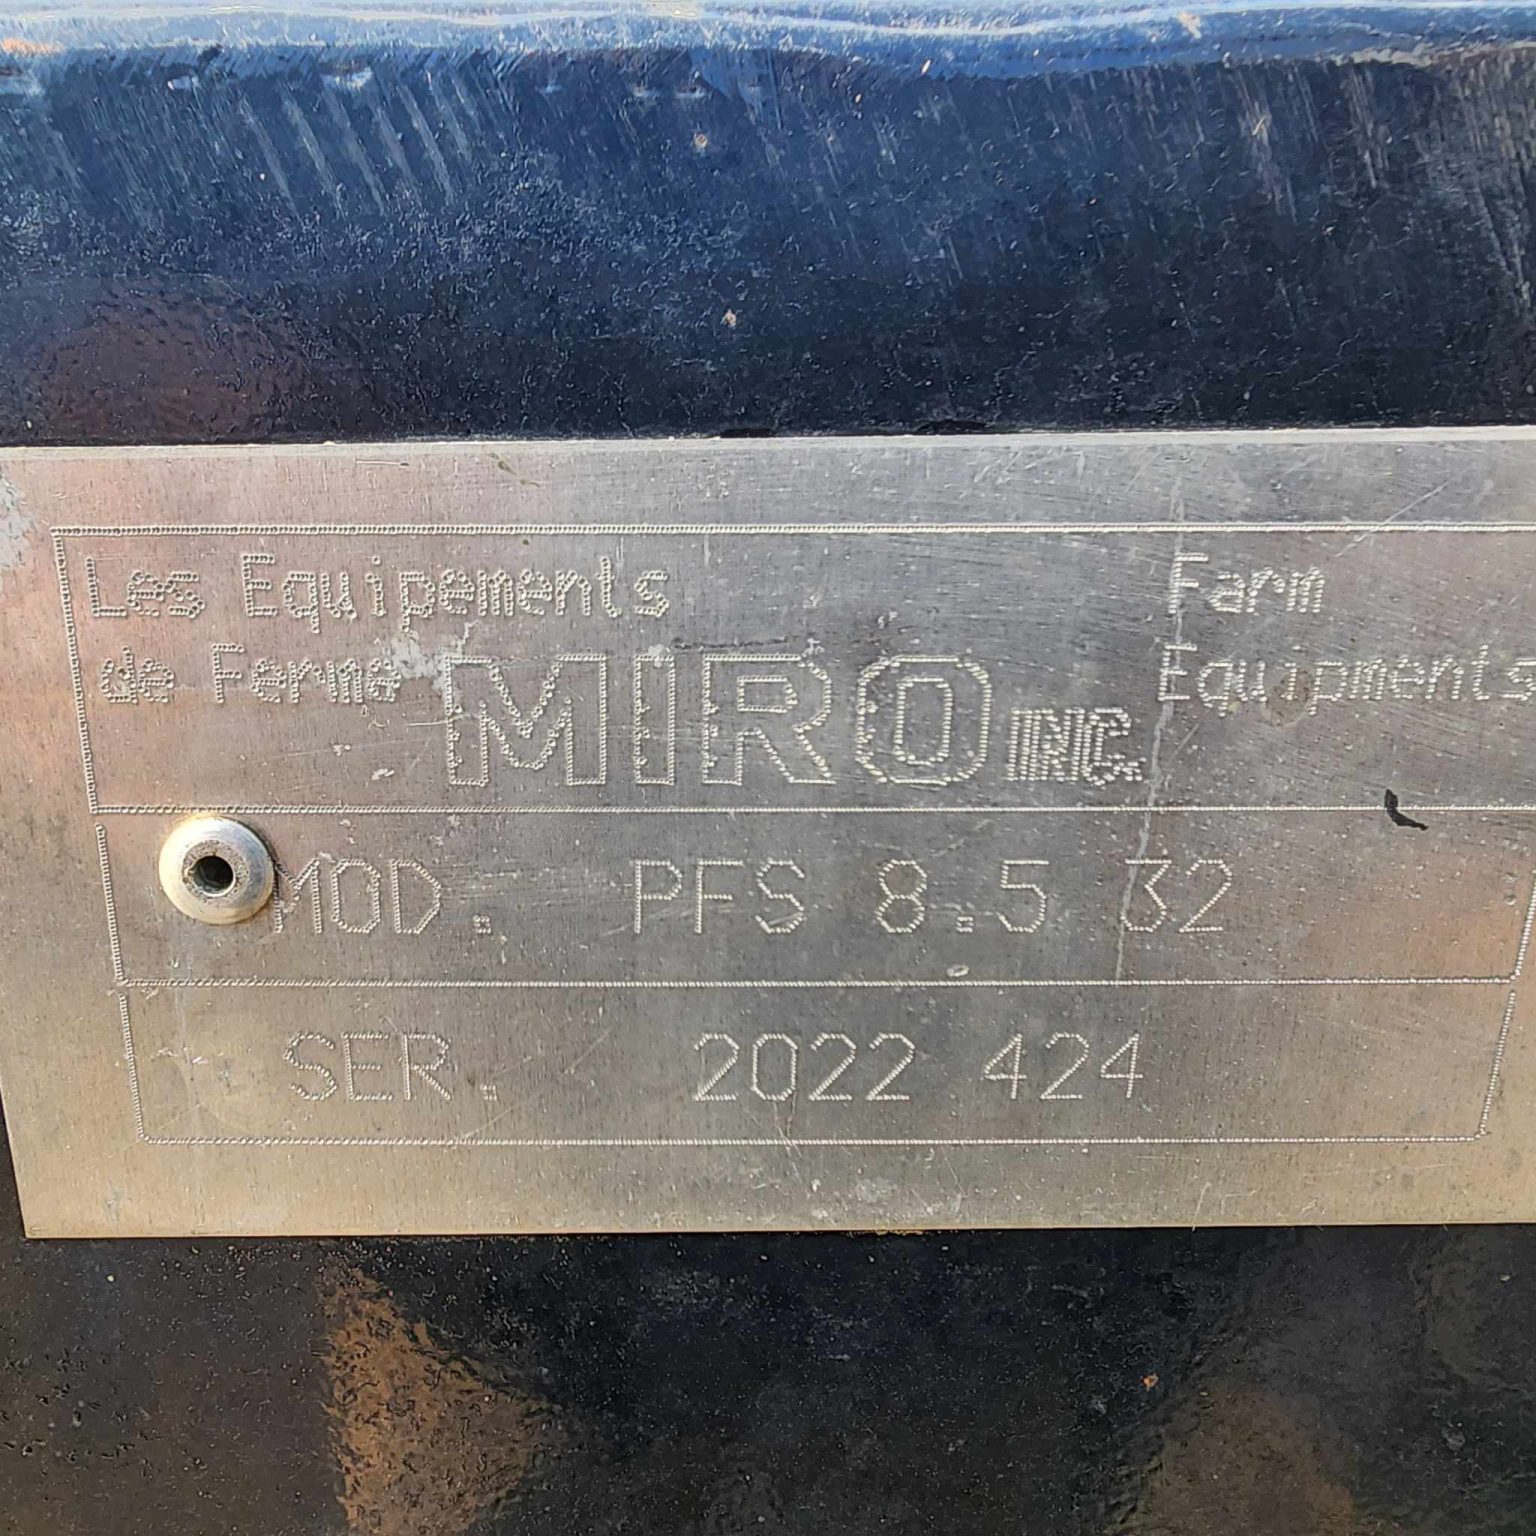 Les Equipements
de Ferme MIRO INC.
Farm
Equipments
MOD. PFS 8.5 32
SER. 2022 424